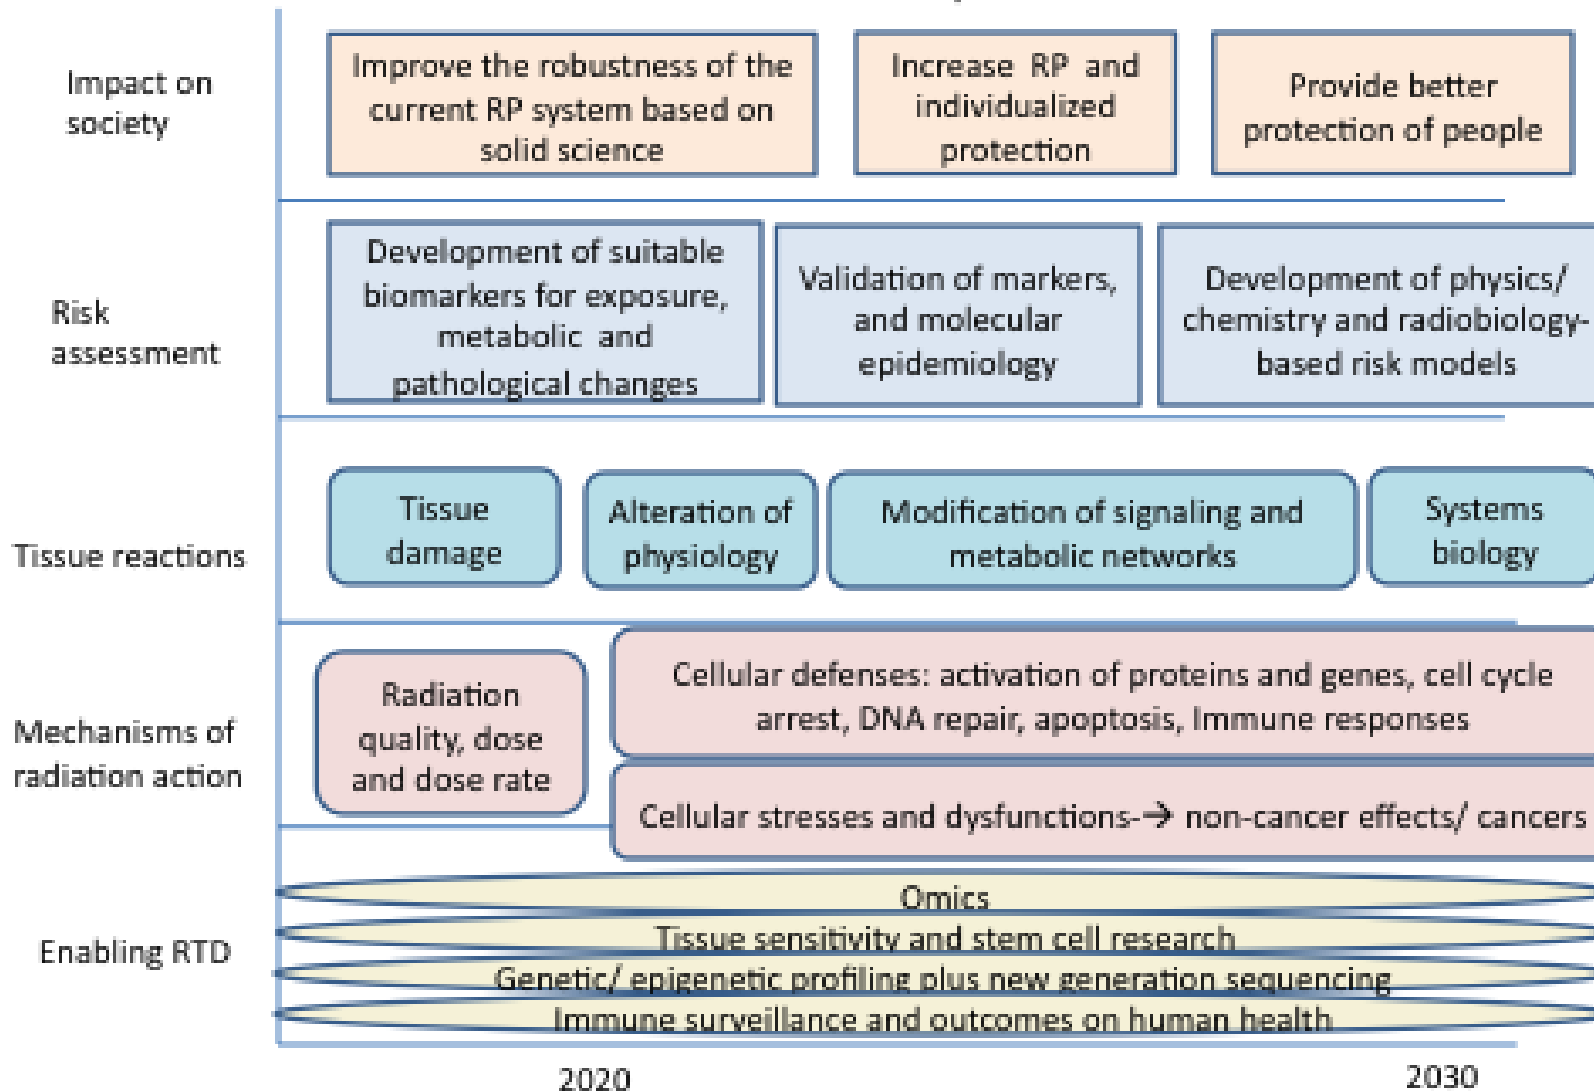 Impact on
society
Improve the robustness of the
current RP system based on
solid science
Increase RP and
individualized
protection
Provide better
protection of people
Risk
assessment
Development of suitable
biomarkers for exposure,
metabolic and
pathological changes
Validation of markers,
and molecular
epidemiology
Development of physics/
chemistry and radiobiology-
based risk models
Tissue reactions
Tissue
damage
Alteration of
physiology
Modification of signaling and
metabolic networks
Systems
biology
Mechanisms of
radiation action
Radiation
quality, dose
and dose rate
Cellular defenses: activation of proteins and genes, cell cycle
arrest, DNA repair, apoptosis, Immune responses
Cellular stresses and dysfunctions-→ non-cancer effects/ cancers
Enabling RTD
Omics
Tissue sensitivity and stem cell research
Genetic/ epigenetic profiling plus new generation sequencing
Immune surveillance and outcomes on human health
2020
2030